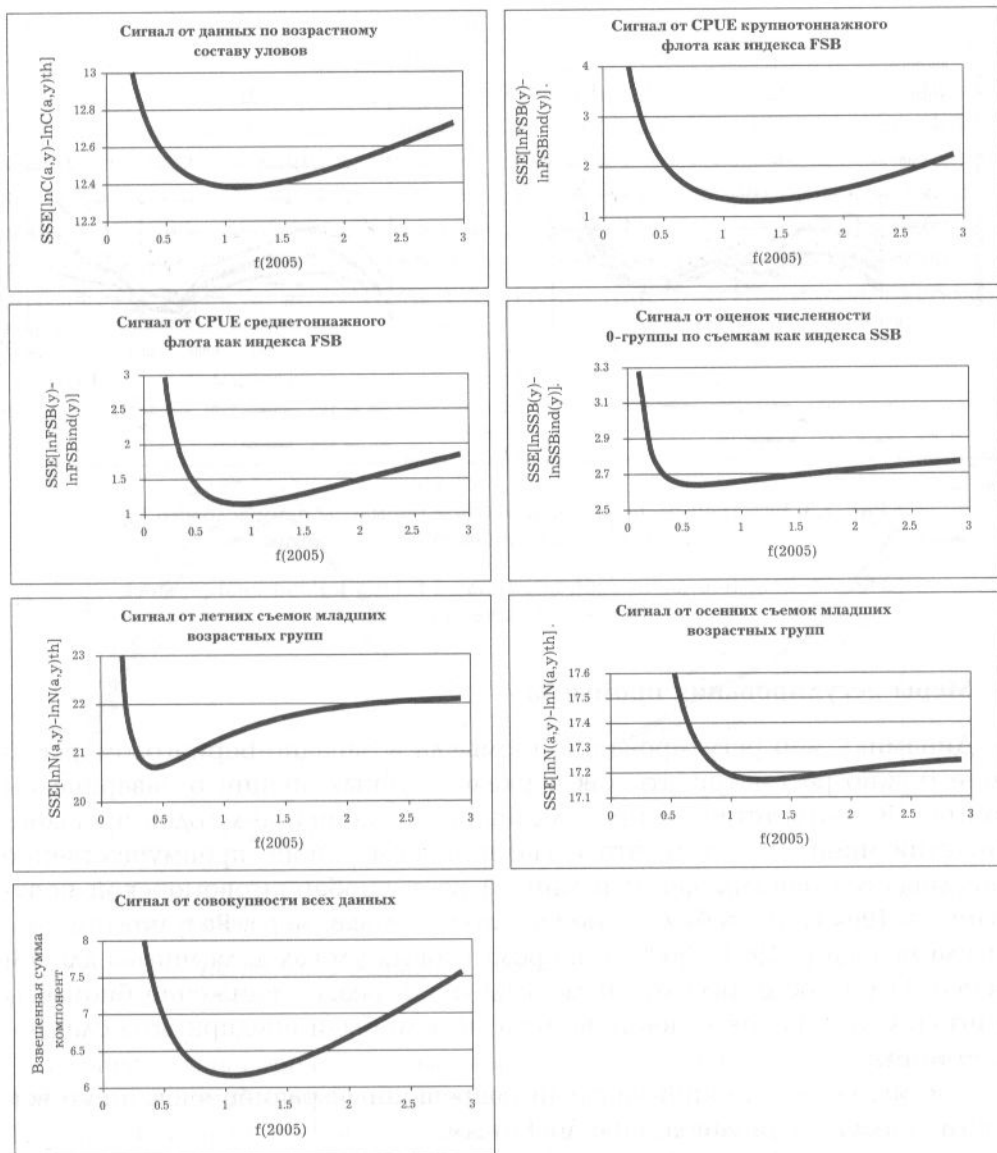 Сигнал от данных по возрастному
составу уловов
SSE[lnC(a,y)-lnC(a,y)th]
13
12.8
12.6
12.4
12.2
0 0.5 1 1.5 2 2.5 3
f(2005)
Сигнал от CPUE крупнотоннажного
флота как индекса FSB
SSE[lnFSB(y)-
lnFSBind(y)].
4
3
2
1
0 0.5 1 1.5 2 2.5 3
f(2005)
Сигнал от CPUE среднетоннажного
флота как индекса FSB
SSE[lnFSB(y)-
lnFSBind(y)]
3
2.5
2
1.5
1
0 0.5 1 1.5 2 2.5 3
f(2005)
Сигнал от оценок численности
0-группы по съемкам как индекса SSB
SSE[lnSSB(y)-
lnSSBind(y)].
3.3
3.1
2.9
2.7
2.5
0 0.5 1 1.5 2 2.5 3
f(2005)
Сигнал от летних съемок младших
возрастных групп
SSE[lnN(a,y)-lnN(a,y)th]
23
22
21
20
0 0.5 1 1.5 2 2.5 3
f(2005)
Сигнал от осенних съемок младших
возрастных групп
SSE[lnN(a,y)-lnN(a,y)th].
17.6
17.5
17.4
17.3
17.2
17.1
0 0.5 1 1.5 2 2.5 3
f(2005)
Сигнал от совокупности всех данных
Взвешенная сумма
компонент
8
7.5
7
6.5
6
0 0.5 1 1.5 2 2.5 3
f(2005)